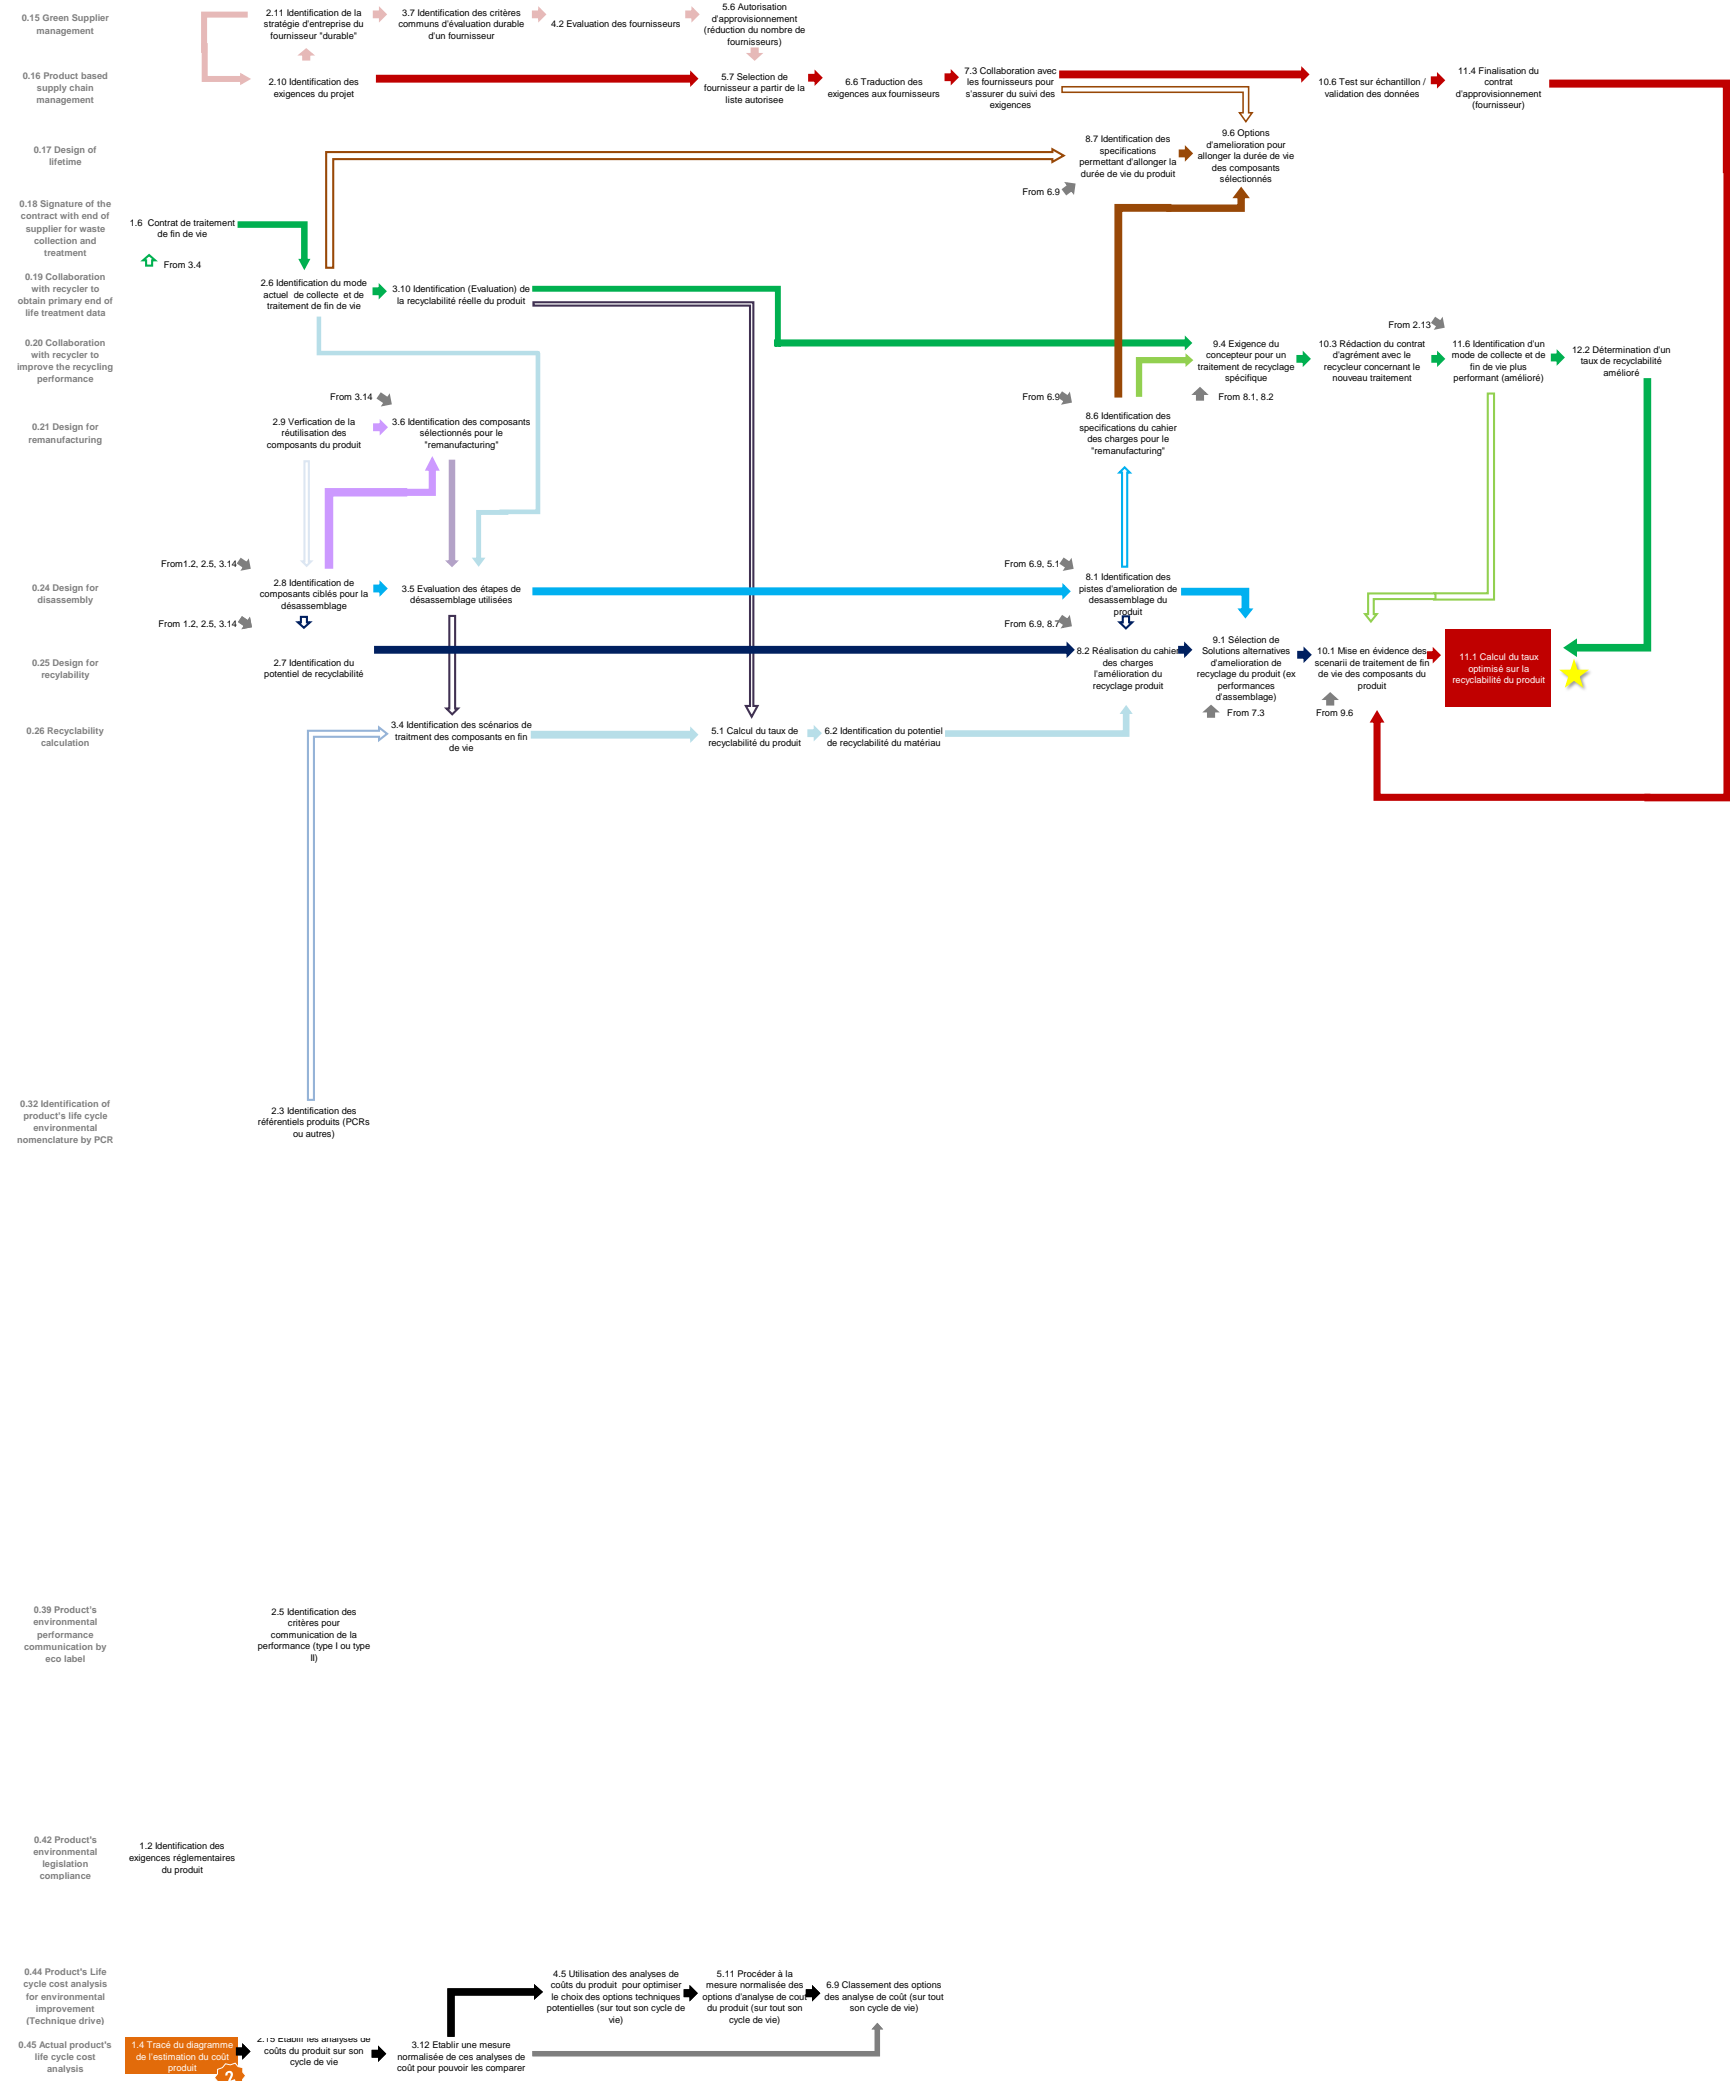 0.15 Green Supplier
management
2.11 Identification de la
stratégie d'entreprise du
fournisseur "durable"
3.7 Identification des critères
communs d'évaluation durable
d'un fournisseur
4.2 Evaluation des fournisseurs
5.6 Autorisation
d'approvisionnement
(réduction du nombre de
fournisseurs)
0.16 Product based
supply chain
management
2.10 Identification des
exigences du projet
5.7 Selection de
fournisseur a partir de la
liste autorisee
6.6 Traduction des
exigences aux fournisseurs
7.3 Collaboration avec
les fournisseurs pour
s'assurer du suivi des
exigences
10.6 Test sur échantillon /
validation des données
11.4 Finalisation du
contrat
d'approvisionnement
(fournisseur)
0.17 Design of
lifetime
8.7 Identification des
specifications
permettant d'allonger la
durée de vie du produit
From 6.9
9.6 Options
d'amelioration pour
allonger la durée de vie
des composants
sélectionnés
0.18 Signature of the
contract with end of
supplier for waste
collection and
treatment
1.6 Contrat de traitement
de fin de vie
From 3.4
0.19 Collaboration
with recycler to
obtain primary end of
life treatment data
2.6 Identification du mode
actuel de collecte et de
traitement de fin de vie
3.10 Identification (Evaluation) de
la recyclabilité réelle du produit
0.20 Collaboration
with recycler to
improve the recycling
performance
9.4 Exigence du
concepteur pour un
traitement de recyclage
spécifique
From 8.1, 8.2
10.3 Rédaction du contrat
d'agrément avec le
recycleur concernant le
nouveau traitement
From 2.13
11.6 Identification d'un
mode de collecte et de
fin de vie plus
performant (amélioré)
12.2 Détermination d'un
taux de recyclabilité
amélioré
0.21 Design for
remanufacturing
2.9 Verfication de la
réutilisation des
composants du produit
From 3.14
3.6 Identification des composants
sélectionnés pour le
"remanufacturing"
From 6.9
8.6 Identification des
specifications du cahier
des charges pour le
"remanufacturing"
0.24 Design for
disassembly
From1.2, 2.5, 3.14
2.8 Identification de
composants ciblés pour la
désassemblage
3.5 Evaluation des étapes de
désassemblage utilisées
From 6.9, 5.1
8.1 Identification des
pistes d'amelioration de
desassemblage du
produit
0.25 Design for
recylability
From 1.2, 2.5, 3.14
2.7 Identification du
potentiel de recyclabilité
From 6.9, 8.7
8.2 Réalisation du cahier
des charges
l'amélioration du
recyclage produit
9.1 Sélection de
Solutions alternatives
d'amelioration de
recyclage du produit (ex
performances
d'assemblage)
From 7.3
10.1 Mise en évidence des
scenarii de traitement de fin
de vie des composants du
produit
From 9.6
11.1 Calcul du taux
optimisé sur la
recyclabilité du produit
0.26 Recyclability
calculation
3.4 Identification des scénarios de
traitment des composants en fin
de vie
5.1 Calcul du taux de
recyclabilité du produit
6.2 Identification du potentiel
de recyclabilité du matériau
0.32 Identification of
product's life cycle
environmental
nomenclature by PCR
2.3 Identification des
référentiels produits (PCRs
ou autres)
0.39 Product's
environmental
performance
communication by
eco label
2.5 Identification des
critères pour
communication de la
performance (type I ou type
II)
0.42 Product's
environmental
legislation
compliance
1.2 Identification des
exigences réglementaires
du produit
0.44 Product's Life
cycle cost analysis
for environmental
improvement
(Technique drive)
4.5 Utilisation des analyses de
coûts du produit pour optimiser
le choix des options techniques
potentielles (sur tout son cycle de
vie)
5.11 Procéder à la
mesure normalisée des
options d'analyse de cout
du produit (sur tout son
cycle de vie)
6.9 Classement des options
des analyse de coût (sur tout
son cycle de vie)
0.45 Actual product's
life cycle cost
analysis
1.4 Tracé du diagramme
de l'estimation du coût
produit
2
2.15 Etablir les analyses de
coûts du produit sur son
cycle de vie
3.12 Etablir une mesure
normalisée de ces analyses de
coût pour pouvoir les comparer